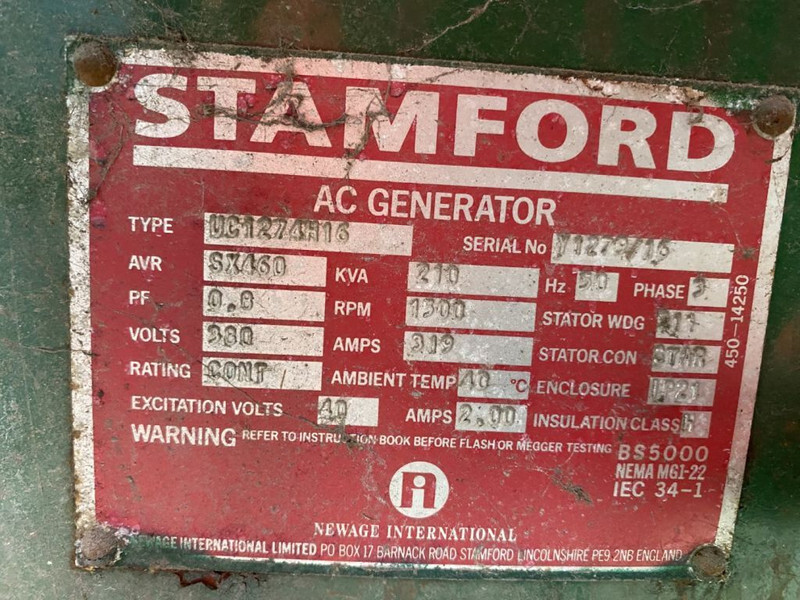 STAMFORD
AC GENERATOR
TYPE UCI274H16 SERIAL No
AVR SX460 KVA 210 Hz 50 PHASE 3
PF 0.8 RPM 1500 STATOR WDG 311
VOLTS 380 AMPS 319 STATOR CON STAR
RATING CONT AMBIENT TEMP 40 °C ENCLOSURE IP21
EXCITATION VOLTS 40 AMPS 2.00 INSULATION CLASS H
WARNING REFER TO INSTRUCTION BOOK BEFORE FLASH OR MEGGER TESTING BS5000
NEMA MG1-22
IEC 34-1
450-14250
NEWAGE INTERNATIONAL
NEWAGE INTERNATIONAL LIMITED PO BOX 17 BARNACK ROAD STAMFORD LINCOLNSHIRE PE9 2NB ENGLAND